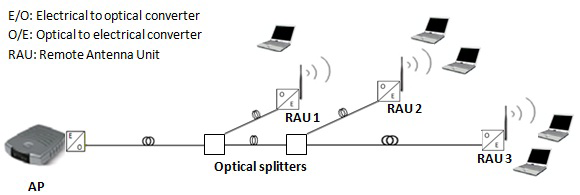 E/O: Electrical to optical converter
O/E: Optical to electrical converter
RAU: Remote Antenna Unit
O
E
RAU 1
O
E
RAU 2
E
O
O
E
RAU 3
Optical splitters
AP